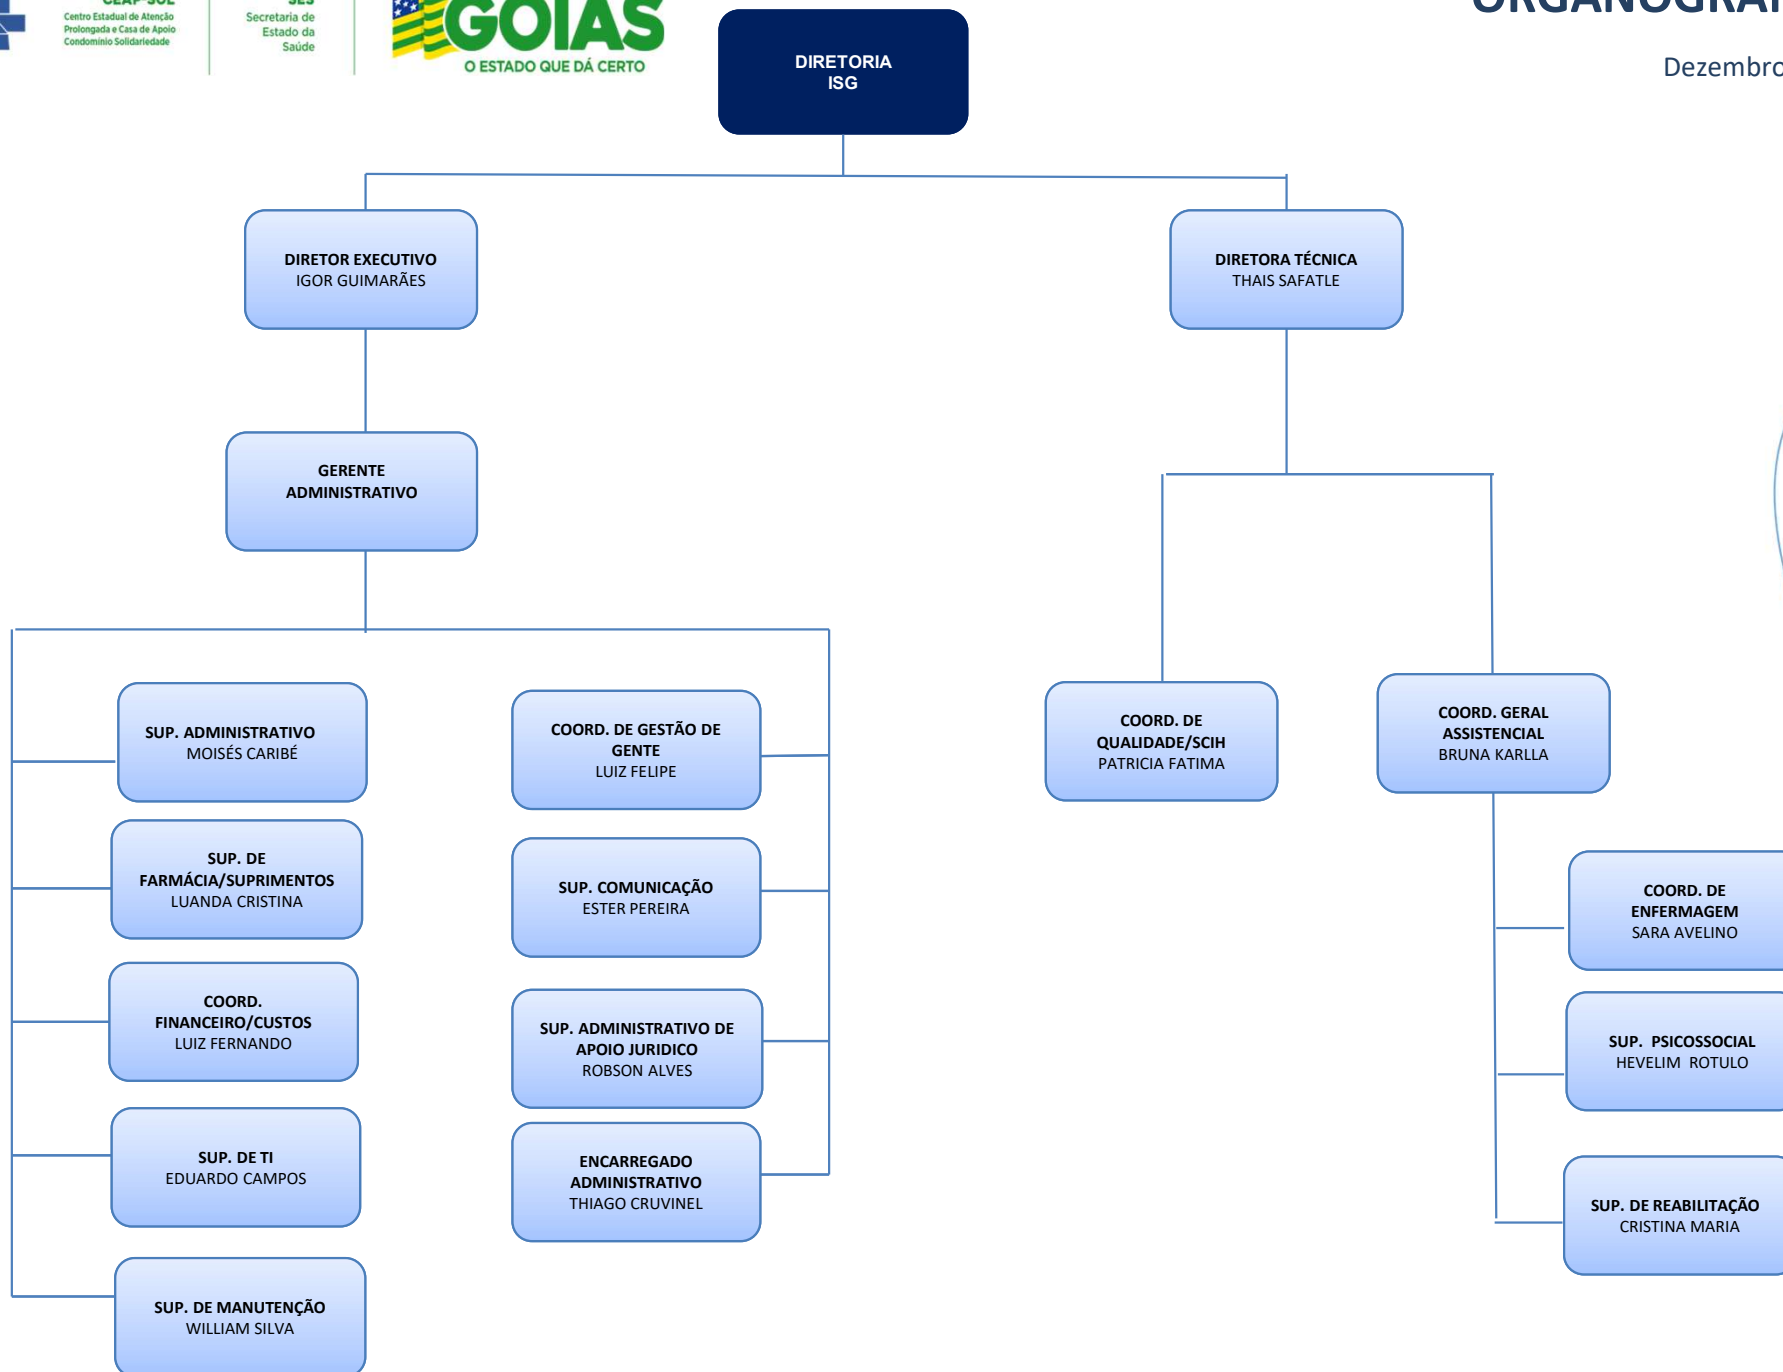 CEAP-SOL
Centro Estadual de Atenção
Prolongada e Casa de Apoio
Condomínio Solidariedade
SES
Secretaria de
Estado da
Saúde
GOIÁS
O ESTADO QUE DÁ CERTO
Dezembro
DIRETORIA
ISG
DIRETOR EXECUTIVO
IGOR GUIMARÃES
DIRETORA TÉCNICA
THAIS SAFATLE
GERENTE
ADMINISTRATIVO
SUP. ADMINISTRATIVO
MOISÉS CARIBÉ
SUP. DE
FARMÁCIA/SUPRIMENTOS
LUANDA CRISTINA
COORD.
FINANCEIRO/CUSTOS
LUIZ FERNANDO
SUP. DE TI
EDUARDO CAMPOS
SUP. DE MANUTENÇÃO
WILLIAM SILVA
COORD. DE GESTÃO DE
GENTE
LUIZ FELIPE
SUP. COMUNICAÇÃO
ESTER PEREIRA
SUP. ADMINISTRATIVO DE
APOIO JURIDICO
ROBSON ALVES
ENCARREGADO
ADMINISTRATIVO
THIAGO CRUVINEL
COORD. DE
QUALIDADE/SCIH
PATRICIA FATIMA
COORD. GERAL
ASSISTENCIAL
BRUNA KARLLA
COORD. DE
ENFERMAGEM
SARA AVELINO
SUP.  PSICOSSOCIAL
HEVELIM  ROTULO
SUP. DE REABILITAÇÃO
CRISTINA MARIA